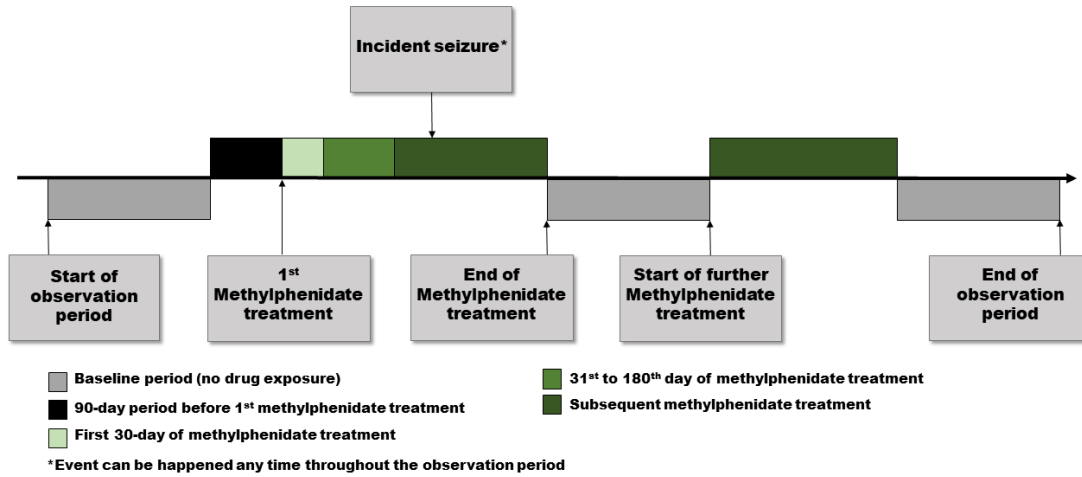 Incident seizure*
Start of
observation
period
1st
Methylphenidate
treatment
End of
Methylphenidate
treatment
Start of further
Methylphenidate
treatment
End of
observation
period
Baseline period (no drug exposure)
90-day period before 1st methylphenidate treatment
First 30-day of methylphenidate treatment
31st to 180th day of methylphenidate treatment
Subsequent methylphenidate treatment
*Event can be happened any time throughout the observation period